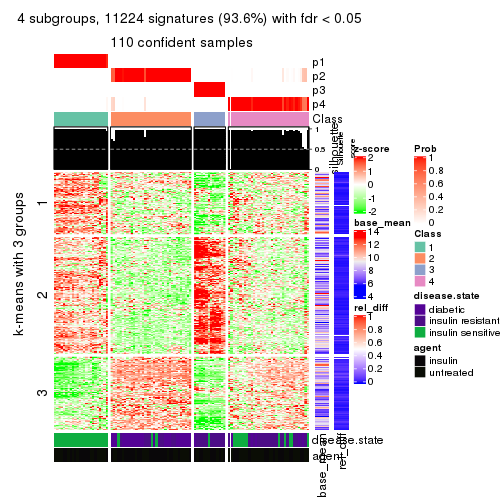 4 subgroups, 11224 signatures (93.6%) with fdr < 0.05
110 confident samples
p1
p2
p3
p4
Class
1
0.5
0
silhouette
k-means with 3 groups
1
2
3
disease.state
agent
base_mean
rel_diff
z-score
2
1
0
-1
-2
base_mean
14
12
10
8
6
4
rel_diff
1
0.8
0.6
0.4
0.2
0
Prob
1
0.8
0.6
0.4
0.2
0
Class
1
2
3
4
disease.state
diabetic
insulin resistant
insulin sensitive
agent
insulin
untreated